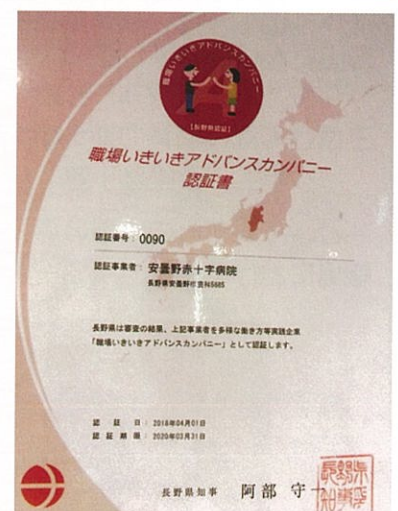 職場いきいきアドバンスカンパニー
[長野県認証]
職場いきいきアドバンスカンパニー
認証書
認証番号：0090
認証事業者：安曇野赤十字病院
長野県安曇野市豊科5685
長野県は審査の結果、上記事業者を多様な働き方等実践企業
「職場いきいきアドバンスカンパニー」として認証します。
認証日：2018年04月01日
認証期限：2020年03月31日
長野県知事 阿部 守一